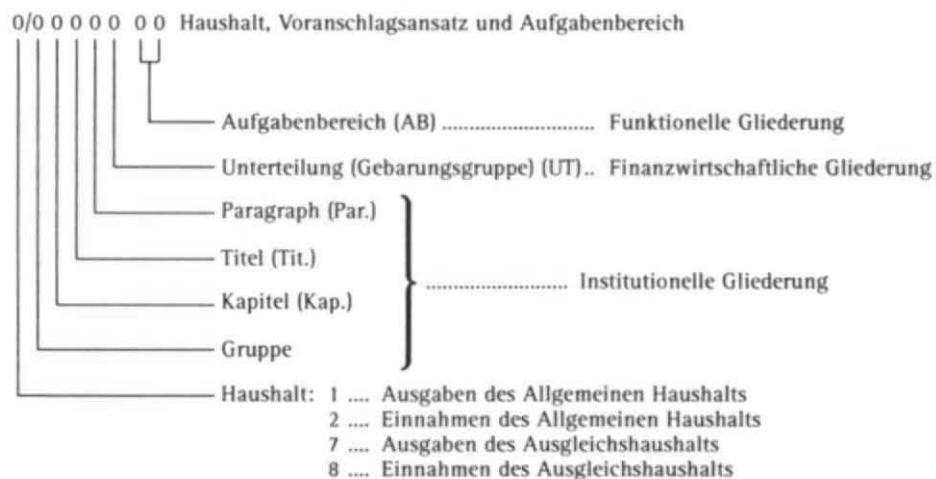 0/0 0 0 0 0 0 0 Haushalt, Voranschlagsansatz und Aufgabenbereich
Aufgabenbereich (AB) ............................ Funktionelle Gliederung
Unterteilung (Gebarungsgruppe) (UT).. Finanzwirtschaftliche Gliederung
Paragraph (Par.)
Titel (Tit.)
.......................... Institutionelle Gliederung
Kapitel (Kap.)
Gruppe
Haushalt: 1 .... Ausgaben des Allgemeinen Haushalts
2 .... Einnahmen des Allgemeinen Haushalts
7 .... Ausgaben des Ausgleichshaushalts
8 .... Einnahmen des Ausgleichshaushalts